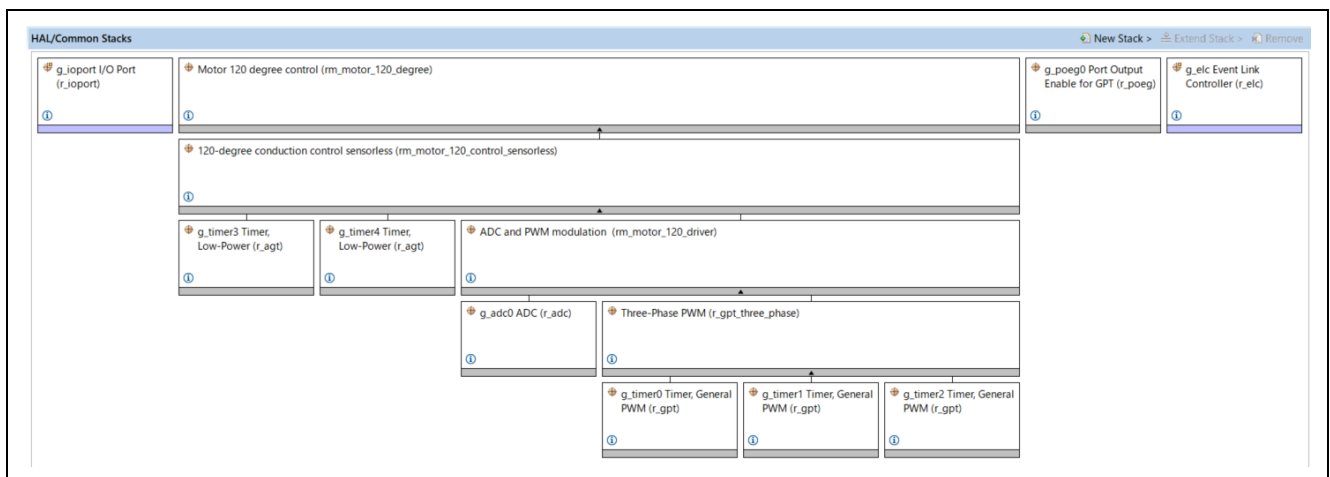 HAL/Common Stacks
New Stack > Extend Stack > Remove
g_ioport I/O Port
(r_ioport)
Motor 120 degree control (rm_motor_120_degree)
g_poeg0 Port Output
Enable for GPT (r_poeg)
g_elc Event Link
Controller (r_elc)
120-degree conduction control sensorless (rm_motor_120_control_sensorless)
g_timer3 Timer,
Low-Power (r_agt)
g_timer4 Timer,
Low-Power (r_agt)
ADC and PWM modulation (rm_motor_120_driver)
g_adc0 ADC (r_adc)
Three-Phase PWM (r_gpt_three_phase)
g_timer0 Timer, General
PWM (r_gpt)
g_timer1 Timer, General
PWM (r_gpt)
g_timer2 Timer, General
PWM (r_gpt)